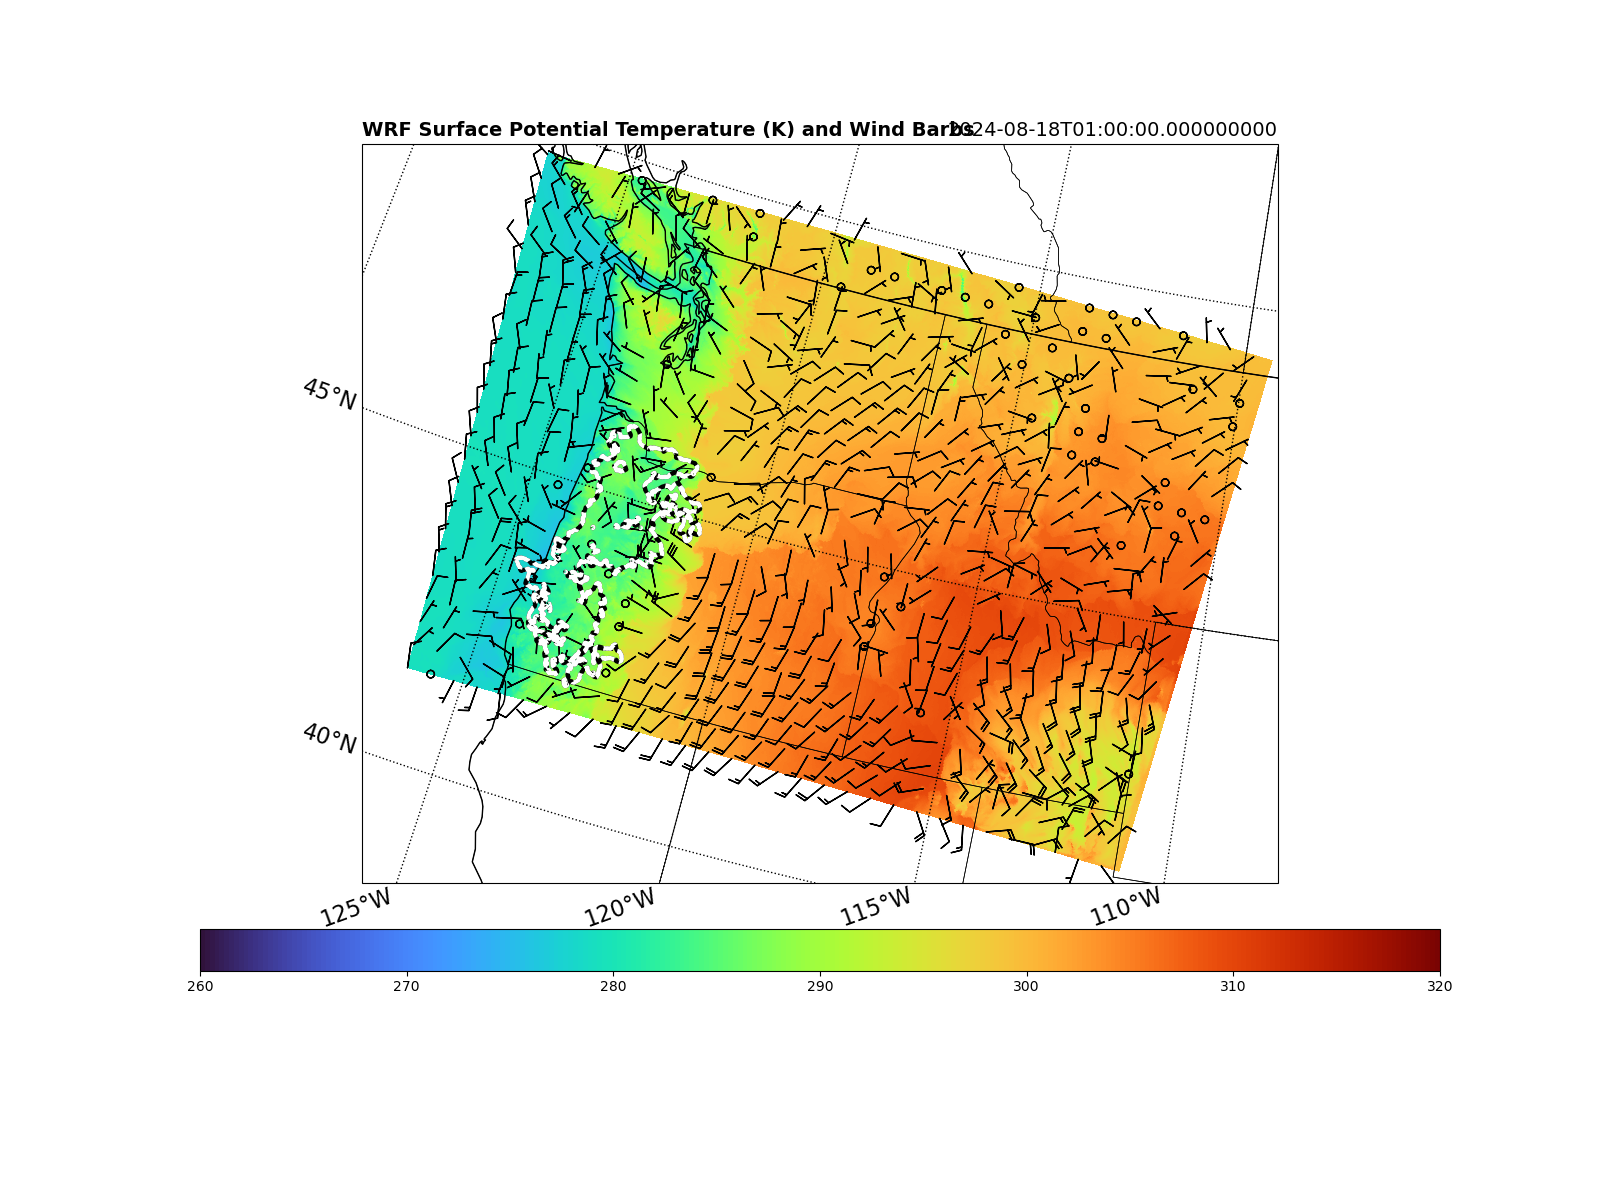 WRF Surface Potential Temperature (K) and Wind Barbs 2024-08-18T01:00:00.000000000
45°N
40°N
125°W 120°W 115°W 110°W
260 270 280 290 300 310 320